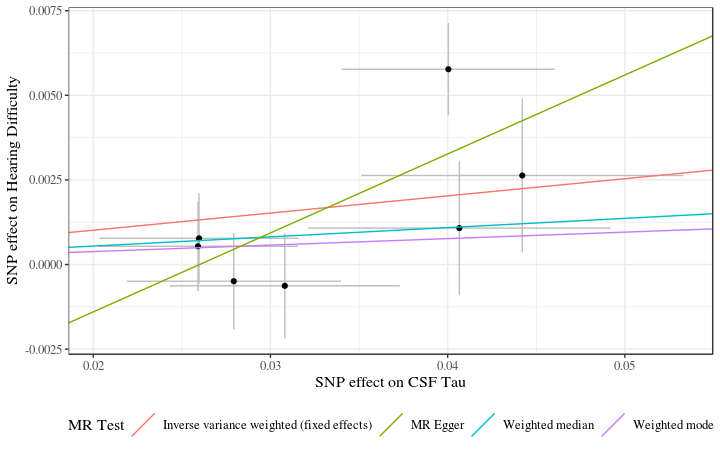 0.0075
0.0050
0.0025
0.0000
-0.0025
SNP effect on Hearing Difficulty
0.02 0.03 0.04 0.05
SNP effect on CSF Tau
MR Test Inverse variance weighted (fixed effects) MR Egger Weighted median Weighted mode